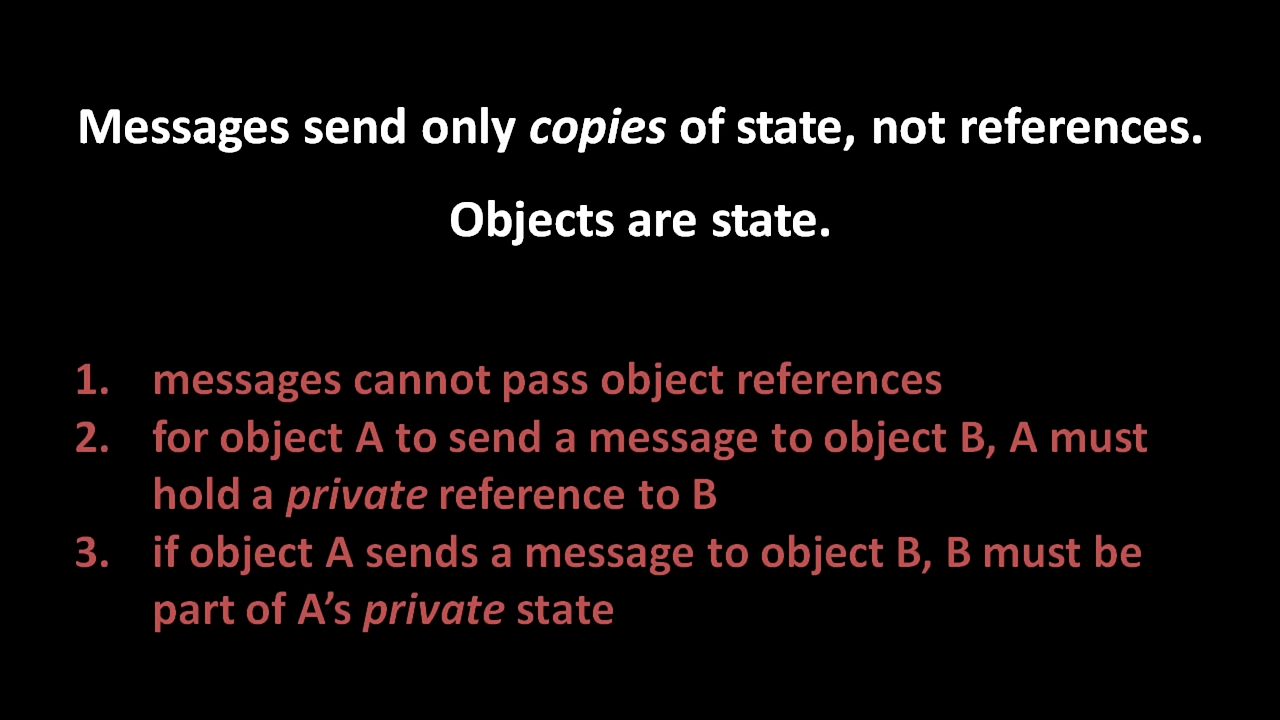 Messages send only copies of state, not references.
Objects are state.
1. messages cannot pass object references
2. for object A to send a message to object B, A must
hold a private reference to B
3. if object A sends a message to object B, B must be
part of A’s private state